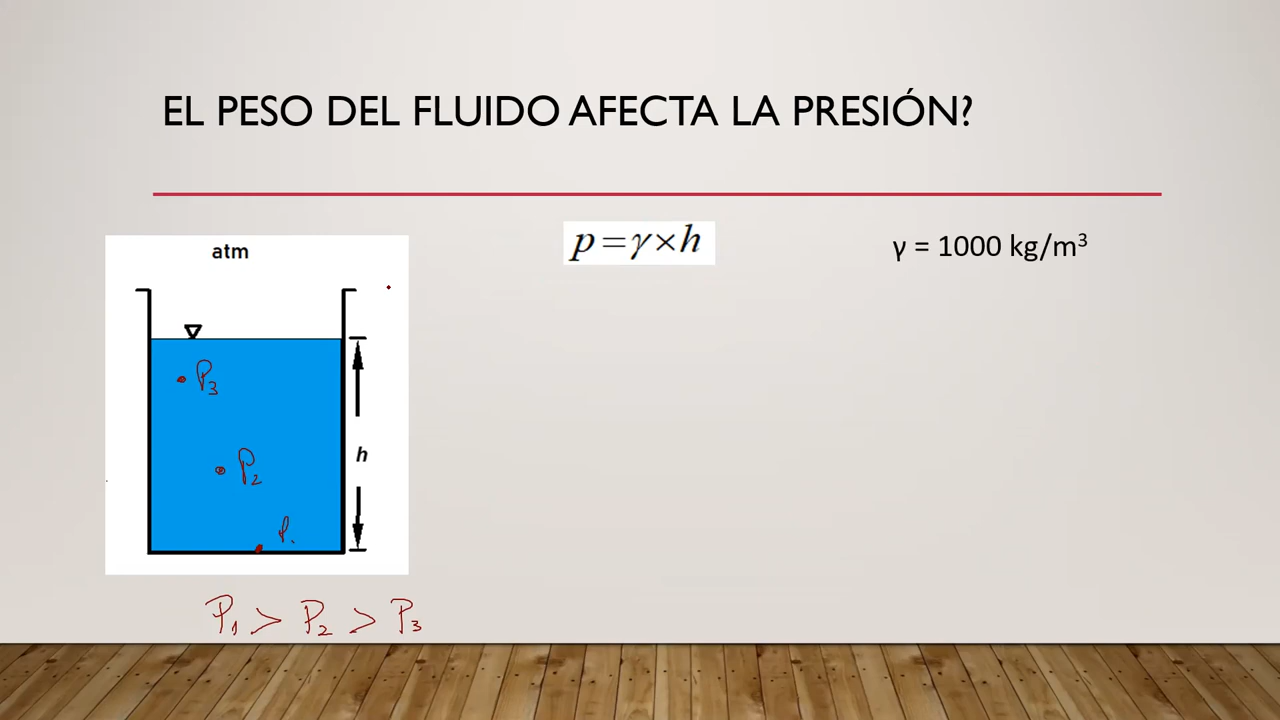 EL PESO DEL FLUIDO AFECTA LA PRESIÓN?
atm
p = γ × h
γ = 1000 kg/m³
P₃
h
P₂
P.
P₁ > P₂ > P₃